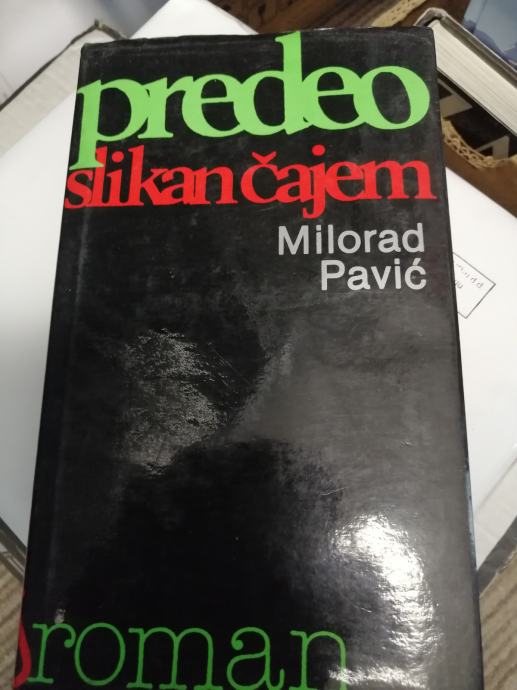 predeo
slikan čajem
Milorad
Pavić
roman